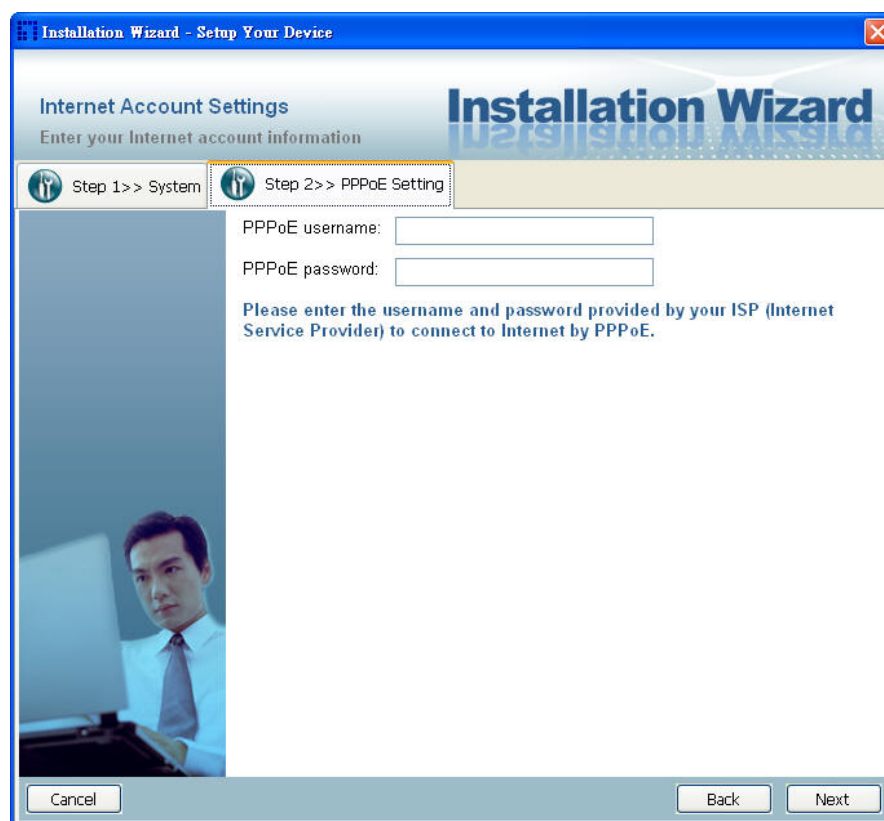 Installation Wizard - Setup Your Device
Internet Account Settings
Enter your Internet account information
Installation Wizard
Step 1>> System
Step 2>> PPPoE Setting
PPPoE username:
PPPoE password:
Please enter the username and password provided by your ISP (Internet
Service Provider) to connect to Internet by PPPoE.
Cancel
Back
Next